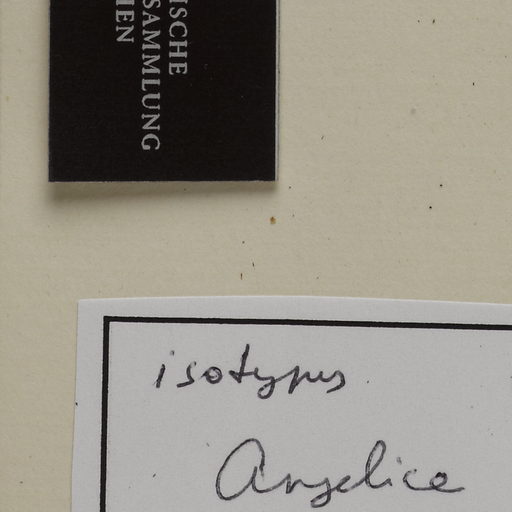 ISCHE
SAMMLUNG
IEN
isotypus
Angelica